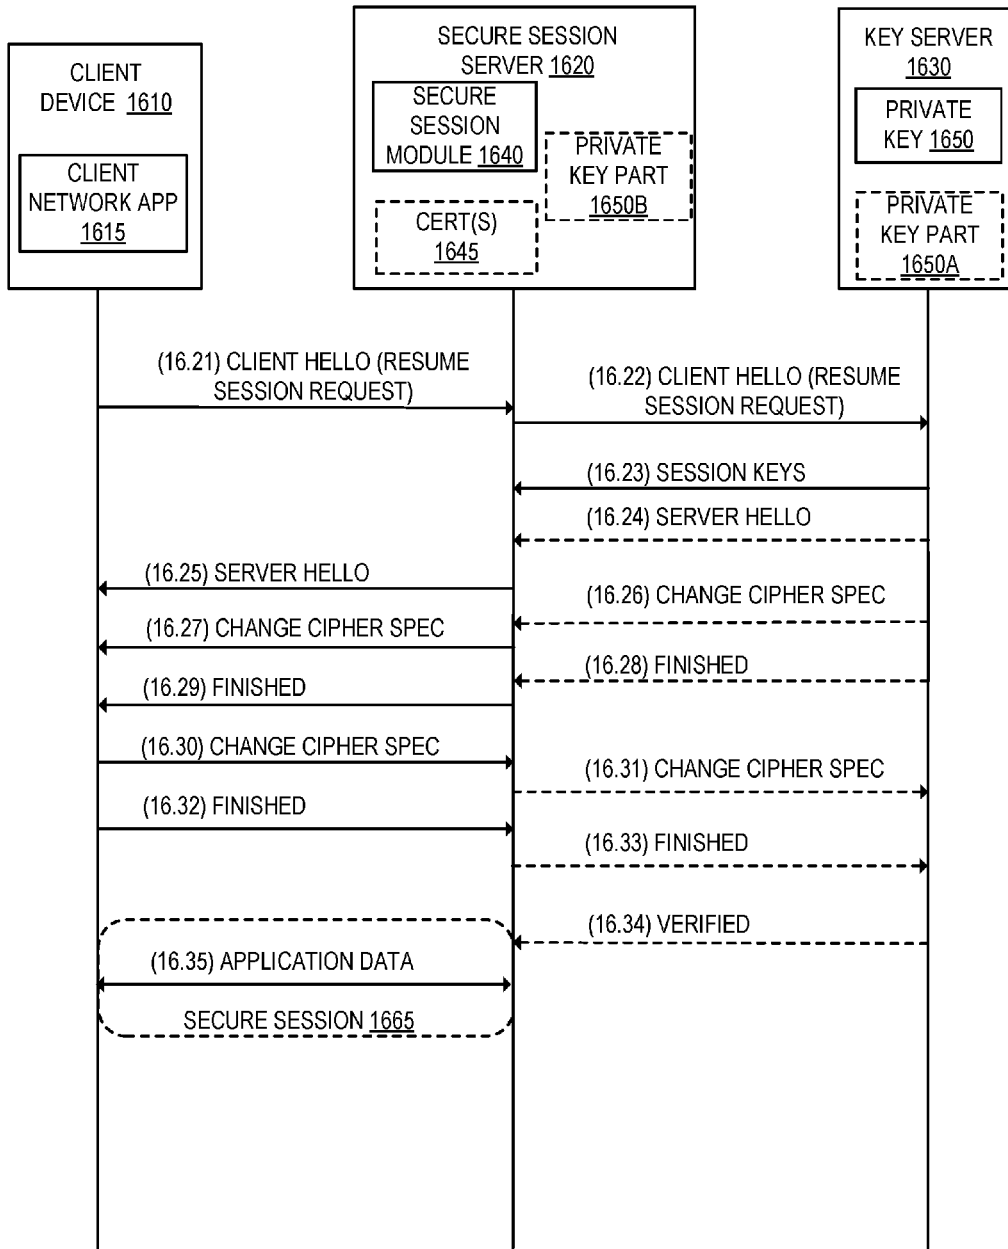 CLIENT
DEVICE 1610
CLIENT
NETWORK APP
1615
SECURE SESSION
SERVER 1620
SECURE
SESSION
MODULE 1640
PRIVATE
KEY PART
1650B
CERT(S)
1645
KEY SERVER
1630
PRIVATE
KEY 1650
PRIVATE
KEY PART
1650A
(16.21) CLIENT HELLO (RESUME
SESSION REQUEST)
(16.22) CLIENT HELLO (RESUME
SESSION REQUEST)
(16.23) SESSION KEYS
(16.24) SERVER HELLO
(16.25) SERVER HELLO
(16.26) CHANGE CIPHER SPEC
(16.27) CHANGE CIPHER SPEC
(16.28) FINISHED
(16.29) FINISHED
(16.30) CHANGE CIPHER SPEC
(16.31) CHANGE CIPHER SPEC
(16.32) FINISHED
(16.33) FINISHED
(16.34) VERIFIED
(16.35) APPLICATION DATA
SECURE SESSION 1665